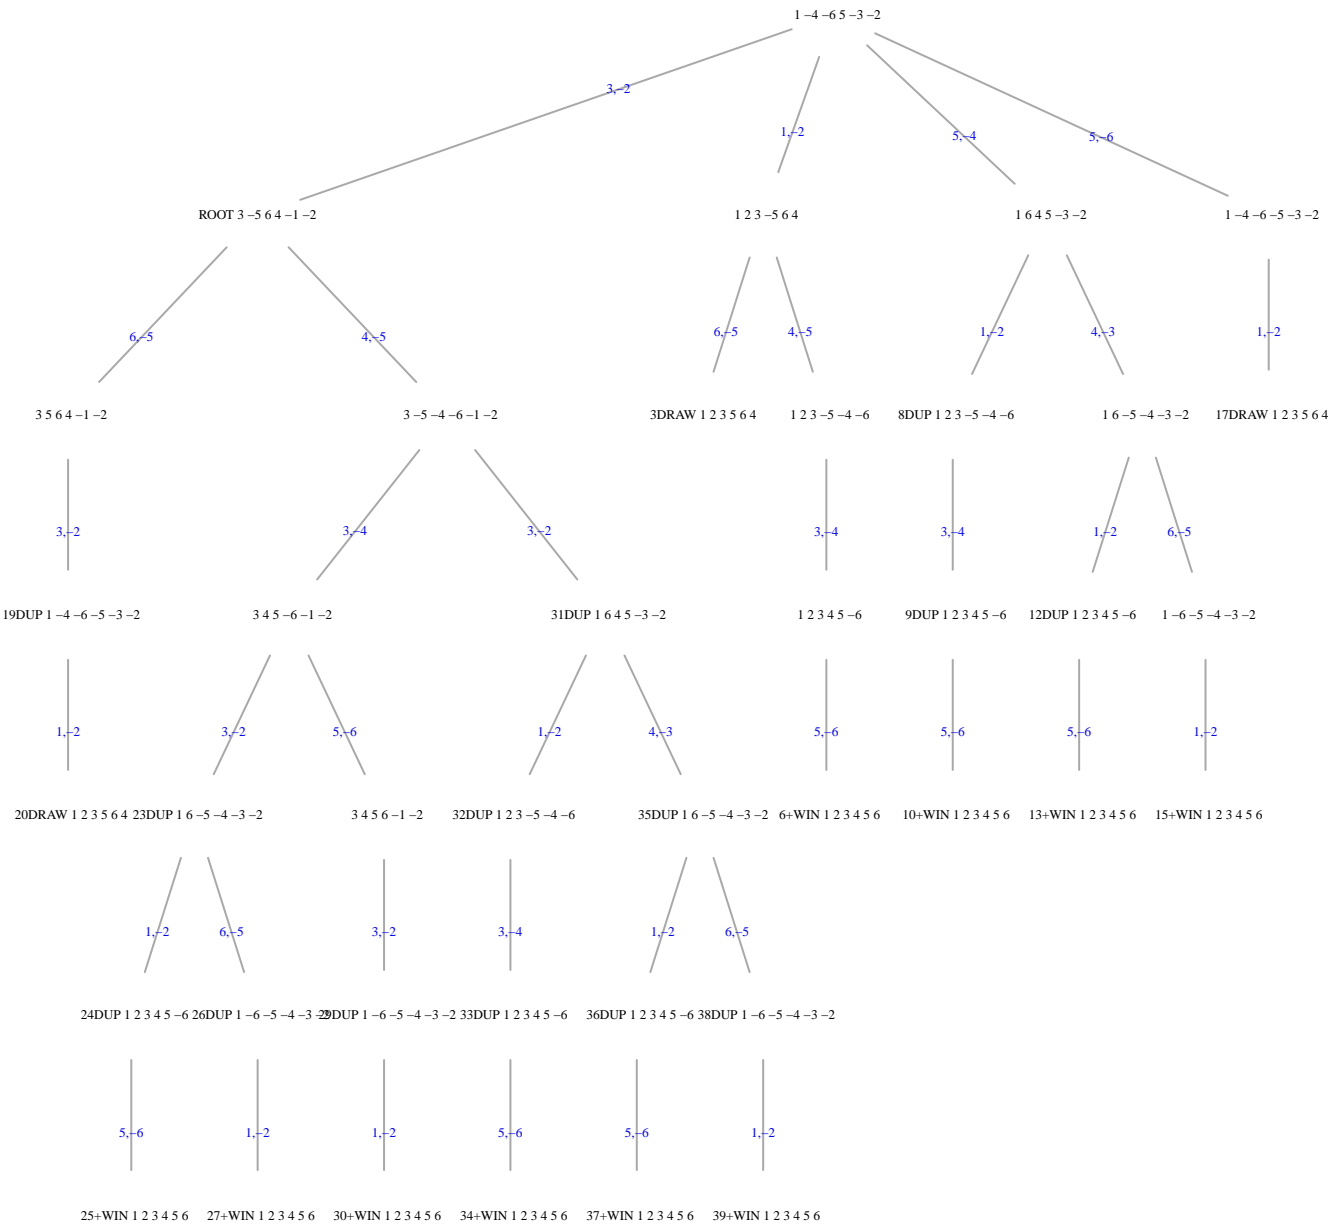 1 −4 −6 5 −3 −2
3,−2
1,−2
5,−4
5,−6
ROOT 3 −5 6 4 −1 −2
1 2 3 −5 6 4
1 6 4 5 −3 −2
1 −4 −6 −5 −3 −2
6,−5
4,−5
6,−5
4,−5
1,−2
4,−3
1,−2
3 5 6 4 −1 −2
3 −5 −4 −6 −1 −2
3DRAW 1 2 3 5 6 4
1 2 3 −5 −4 −6
8DUP 1 2 3 −5 −4 −6
1 6 −5 −4 −3 −2
17DRAW 1 2 3 5 6 4
3,−2
3,−4
3,−2
3,−4
3,−4
1,−2
6,−5
19DUP 1 −4 −6 −5 −3 −2
3 4 5 −6 −1 −2
31DUP 1 6 4 5 −3 −2
1 2 3 4 5 −6
9DUP 1 2 3 4 5 −6
12DUP 1 2 3 4 5 −6
1 −6 −5 −4 −3 −2
1,−2
3,−2
5,−6
1,−2
4,−3
5,−6
5,−6
5,−6
1,−2
20DRAW 1 2 3 5 6 4
23DUP 1 6 −5 −4 −3 −2
3 4 5 6 −1 −2
32DUP 1 2 3 −5 −4 −6
35DUP 1 6 −5 −4 −3 −2
6+WIN 1 2 3 4 5 6
10+WIN 1 2 3 4 5 6
13+WIN 1 2 3 4 5 6
15+WIN 1 2 3 4 5 6
1,−2
6,−5
3,−2
3,−4
1,−2
6,−5
24DUP 1 2 3 4 5 −6
26DUP 1 −6 −5 −4 −3 −2
29DUP 1 −6 −5 −4 −3 −2
33DUP 1 2 3 4 5 −6
36DUP 1 2 3 4 5 −6
38DUP 1 −6 −5 −4 −3 −2
5,−6
1,−2
1,−2
5,−6
5,−6
1,−2
25+WIN 1 2 3 4 5 6
27+WIN 1 2 3 4 5 6
30+WIN 1 2 3 4 5 6
34+WIN 1 2 3 4 5 6
37+WIN 1 2 3 4 5 6
39+WIN 1 2 3 4 5 6